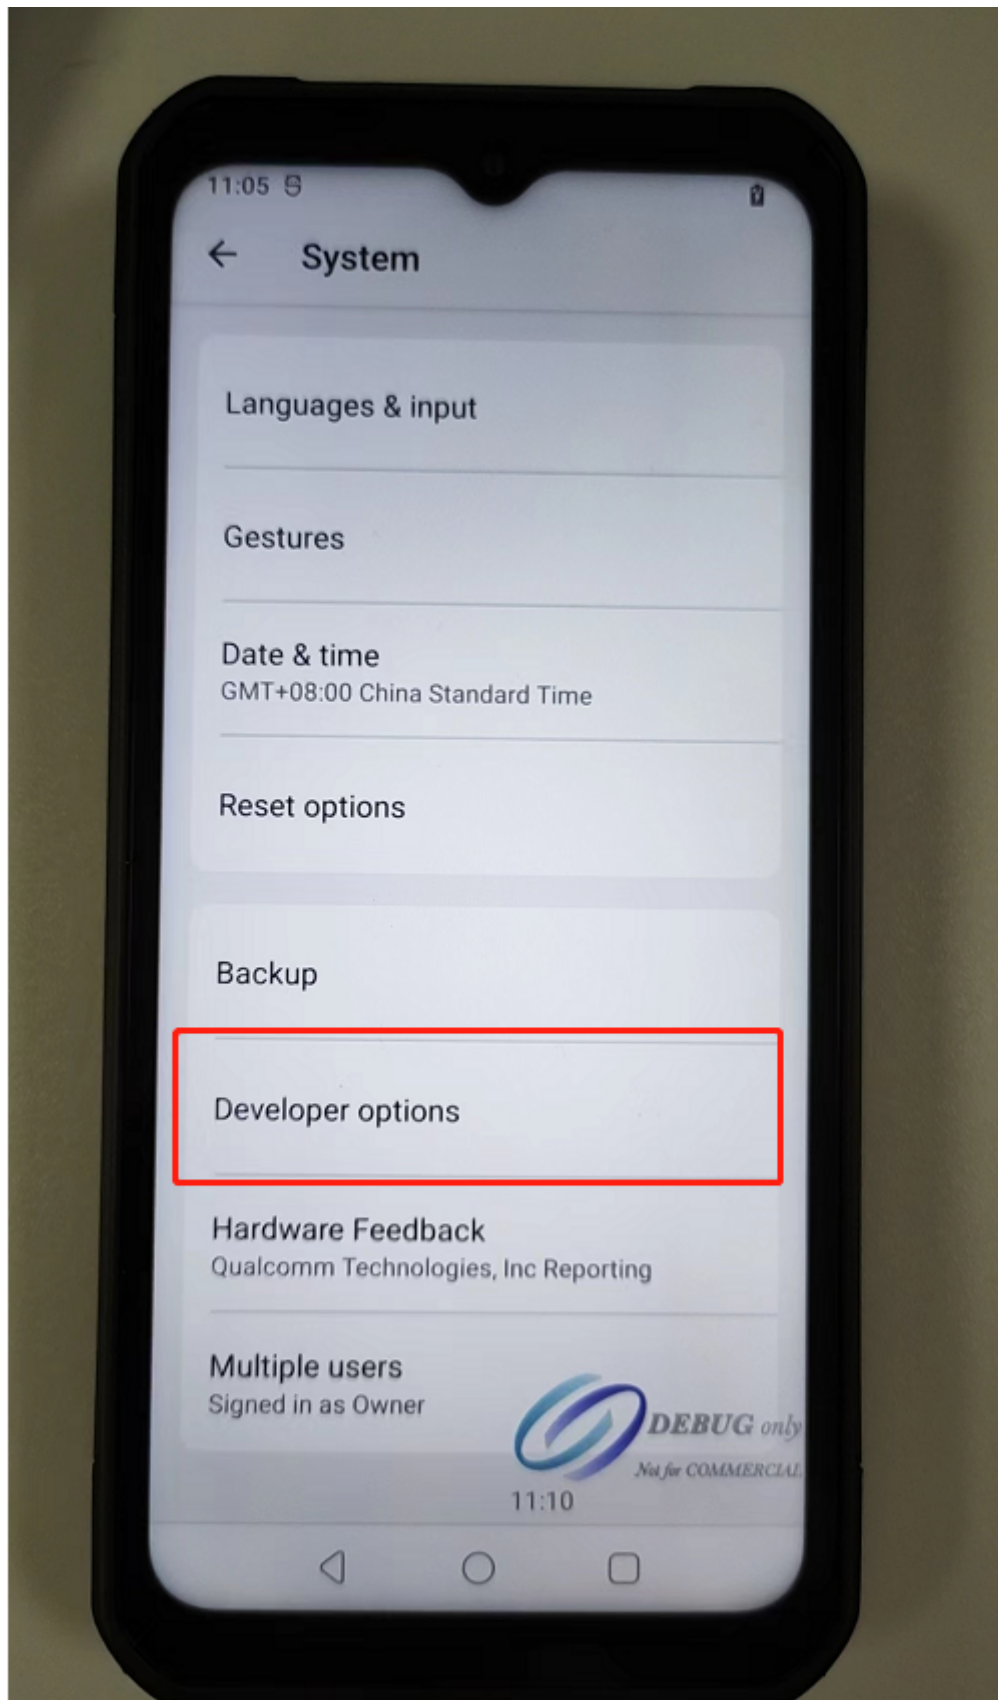 11:05
System
Languages & input
Gestures
Date & time
GMT+08:00 China Standard Time
Reset options
Backup
Developer options
Hardware Feedback
Qualcomm Technologies, Inc Reporting
Multiple users
Signed in as Owner
DEBUG only
Not for COMMERCIAL
11:10